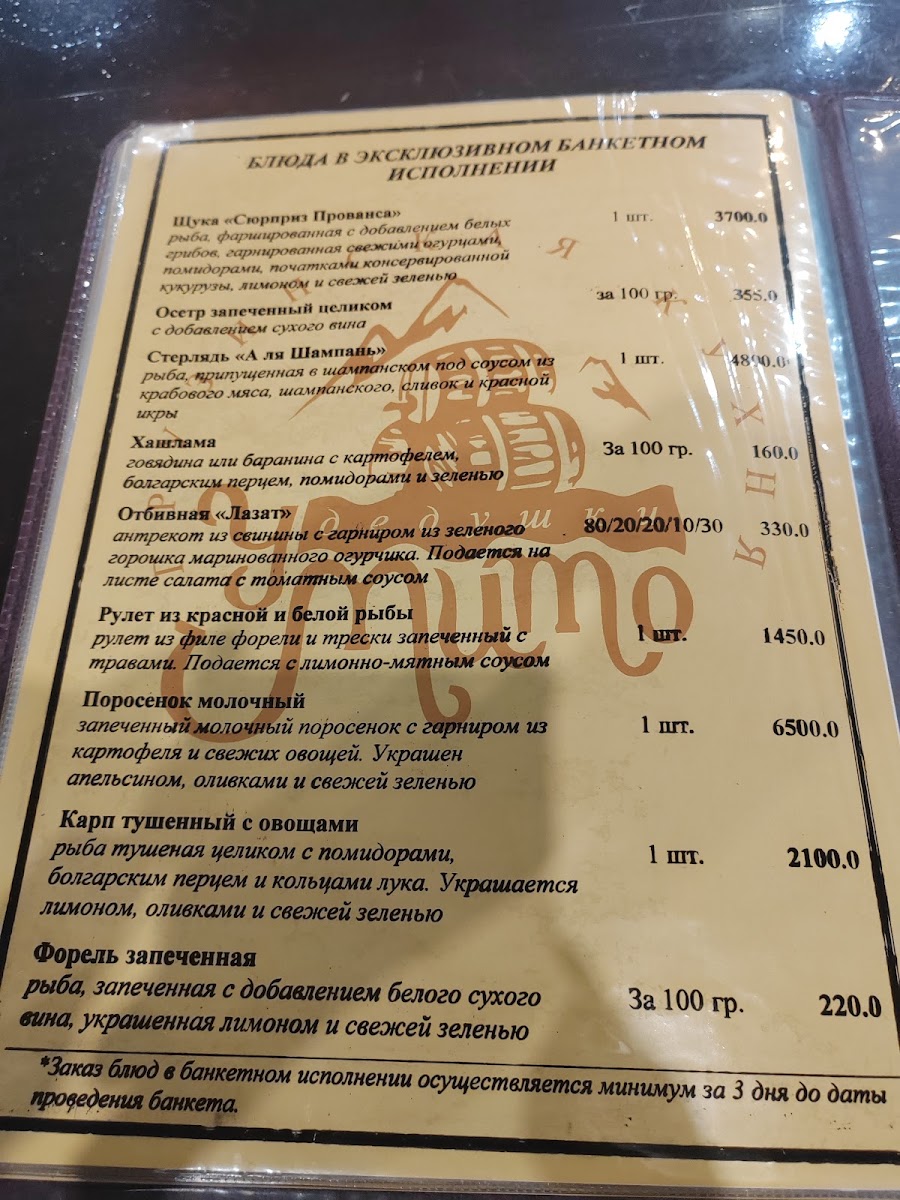 БЛЮДА В ЭКСКЛЮЗИВНОМ БАНКЕТНОМ
ИСПОЛНЕНИИ
Щука «Сюрприз Прованса» 1 шт. 3700.0
рыба, фаршированная с добавлением белых
грибов, гарнированная свежими огурцами,
помидорами, початками консервированной
кукурузы, лимоном и свежей зеленью
Осетр запеченный целиком за 100 гр. 355.0
с добавлением сухого вина
Стерлядь «А ля Шампань» 1 шт. 4890.0
рыба, припущенная в шампанском под соусом из
крабового мяса, шампанского, сливок и красной
икры
Хашлама За 100 гр. 160.0
говядина или баранина с картофелем,
болгарским перцем, помидорами и зеленью
Отбивная «Лазат» 80/20/20/10/30 330.0
антрекот из свинины с гарниром из зеленого
горошка маринованного огурчика. Подается на
листе салата с томатным соусом
Рулет из красной и белой рыбы 1 шт. 1450.0
рулет из филе форели и трески запеченный с
травами. Подается с лимонно-мятным соусом
Поросенок молочный 1 шт. 6500.0
запеченный молочный поросенок с гарниром из
картофеля и свежих овощей. Украшен
апельсином, оливками и свежей зеленью
Карп тушенный с овощами 1 шт. 2100.0
рыба тушеная целиком с помидорами,
болгарским перцем и кольцами лука. Украшается
лимоном, оливками и свежей зеленью
Форель запеченная За 100 гр. 220.0
рыба, запеченная с добавлением белого сухого
вина, украшенная лимоном и свежей зеленью
*Заказ блюд в банкетном исполнении осуществляется минимум за 3 дня до даты
проведения банкета.
У дедушки
Тито